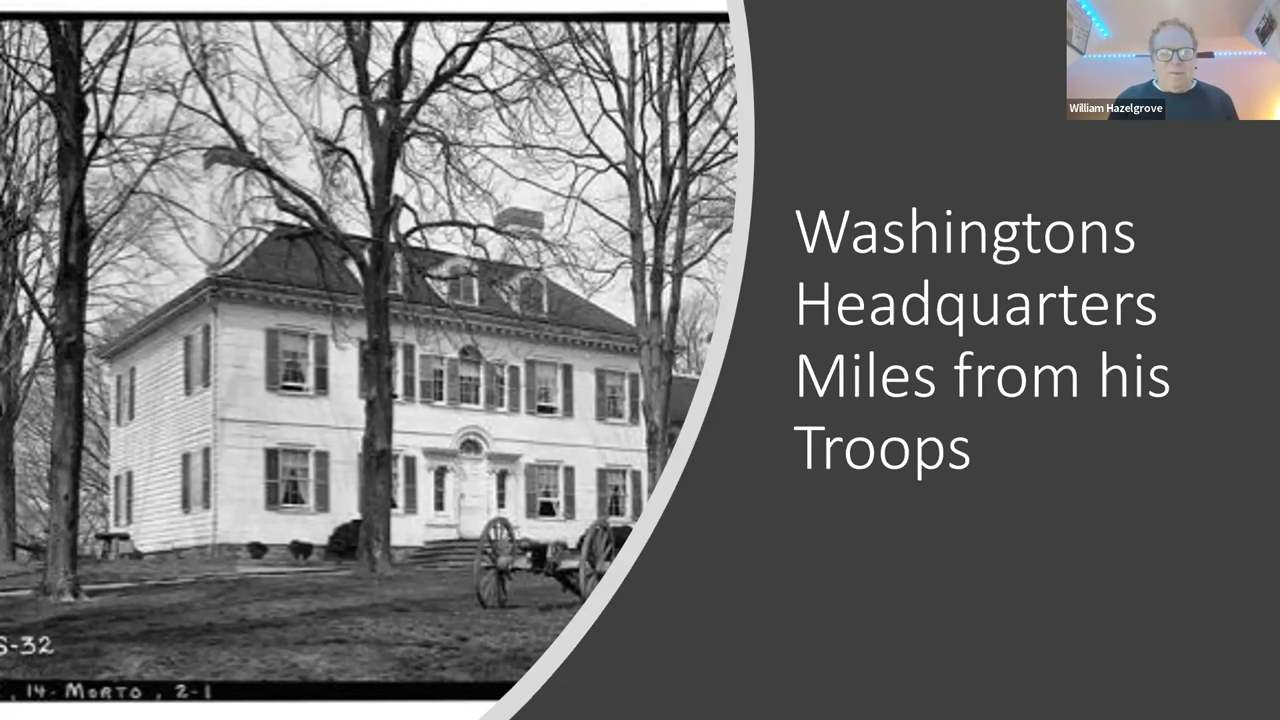 William Hazelgrove
Washingtons
Headquarters
Miles from his
Troops
S-32
, 14- MORTO , 2-1